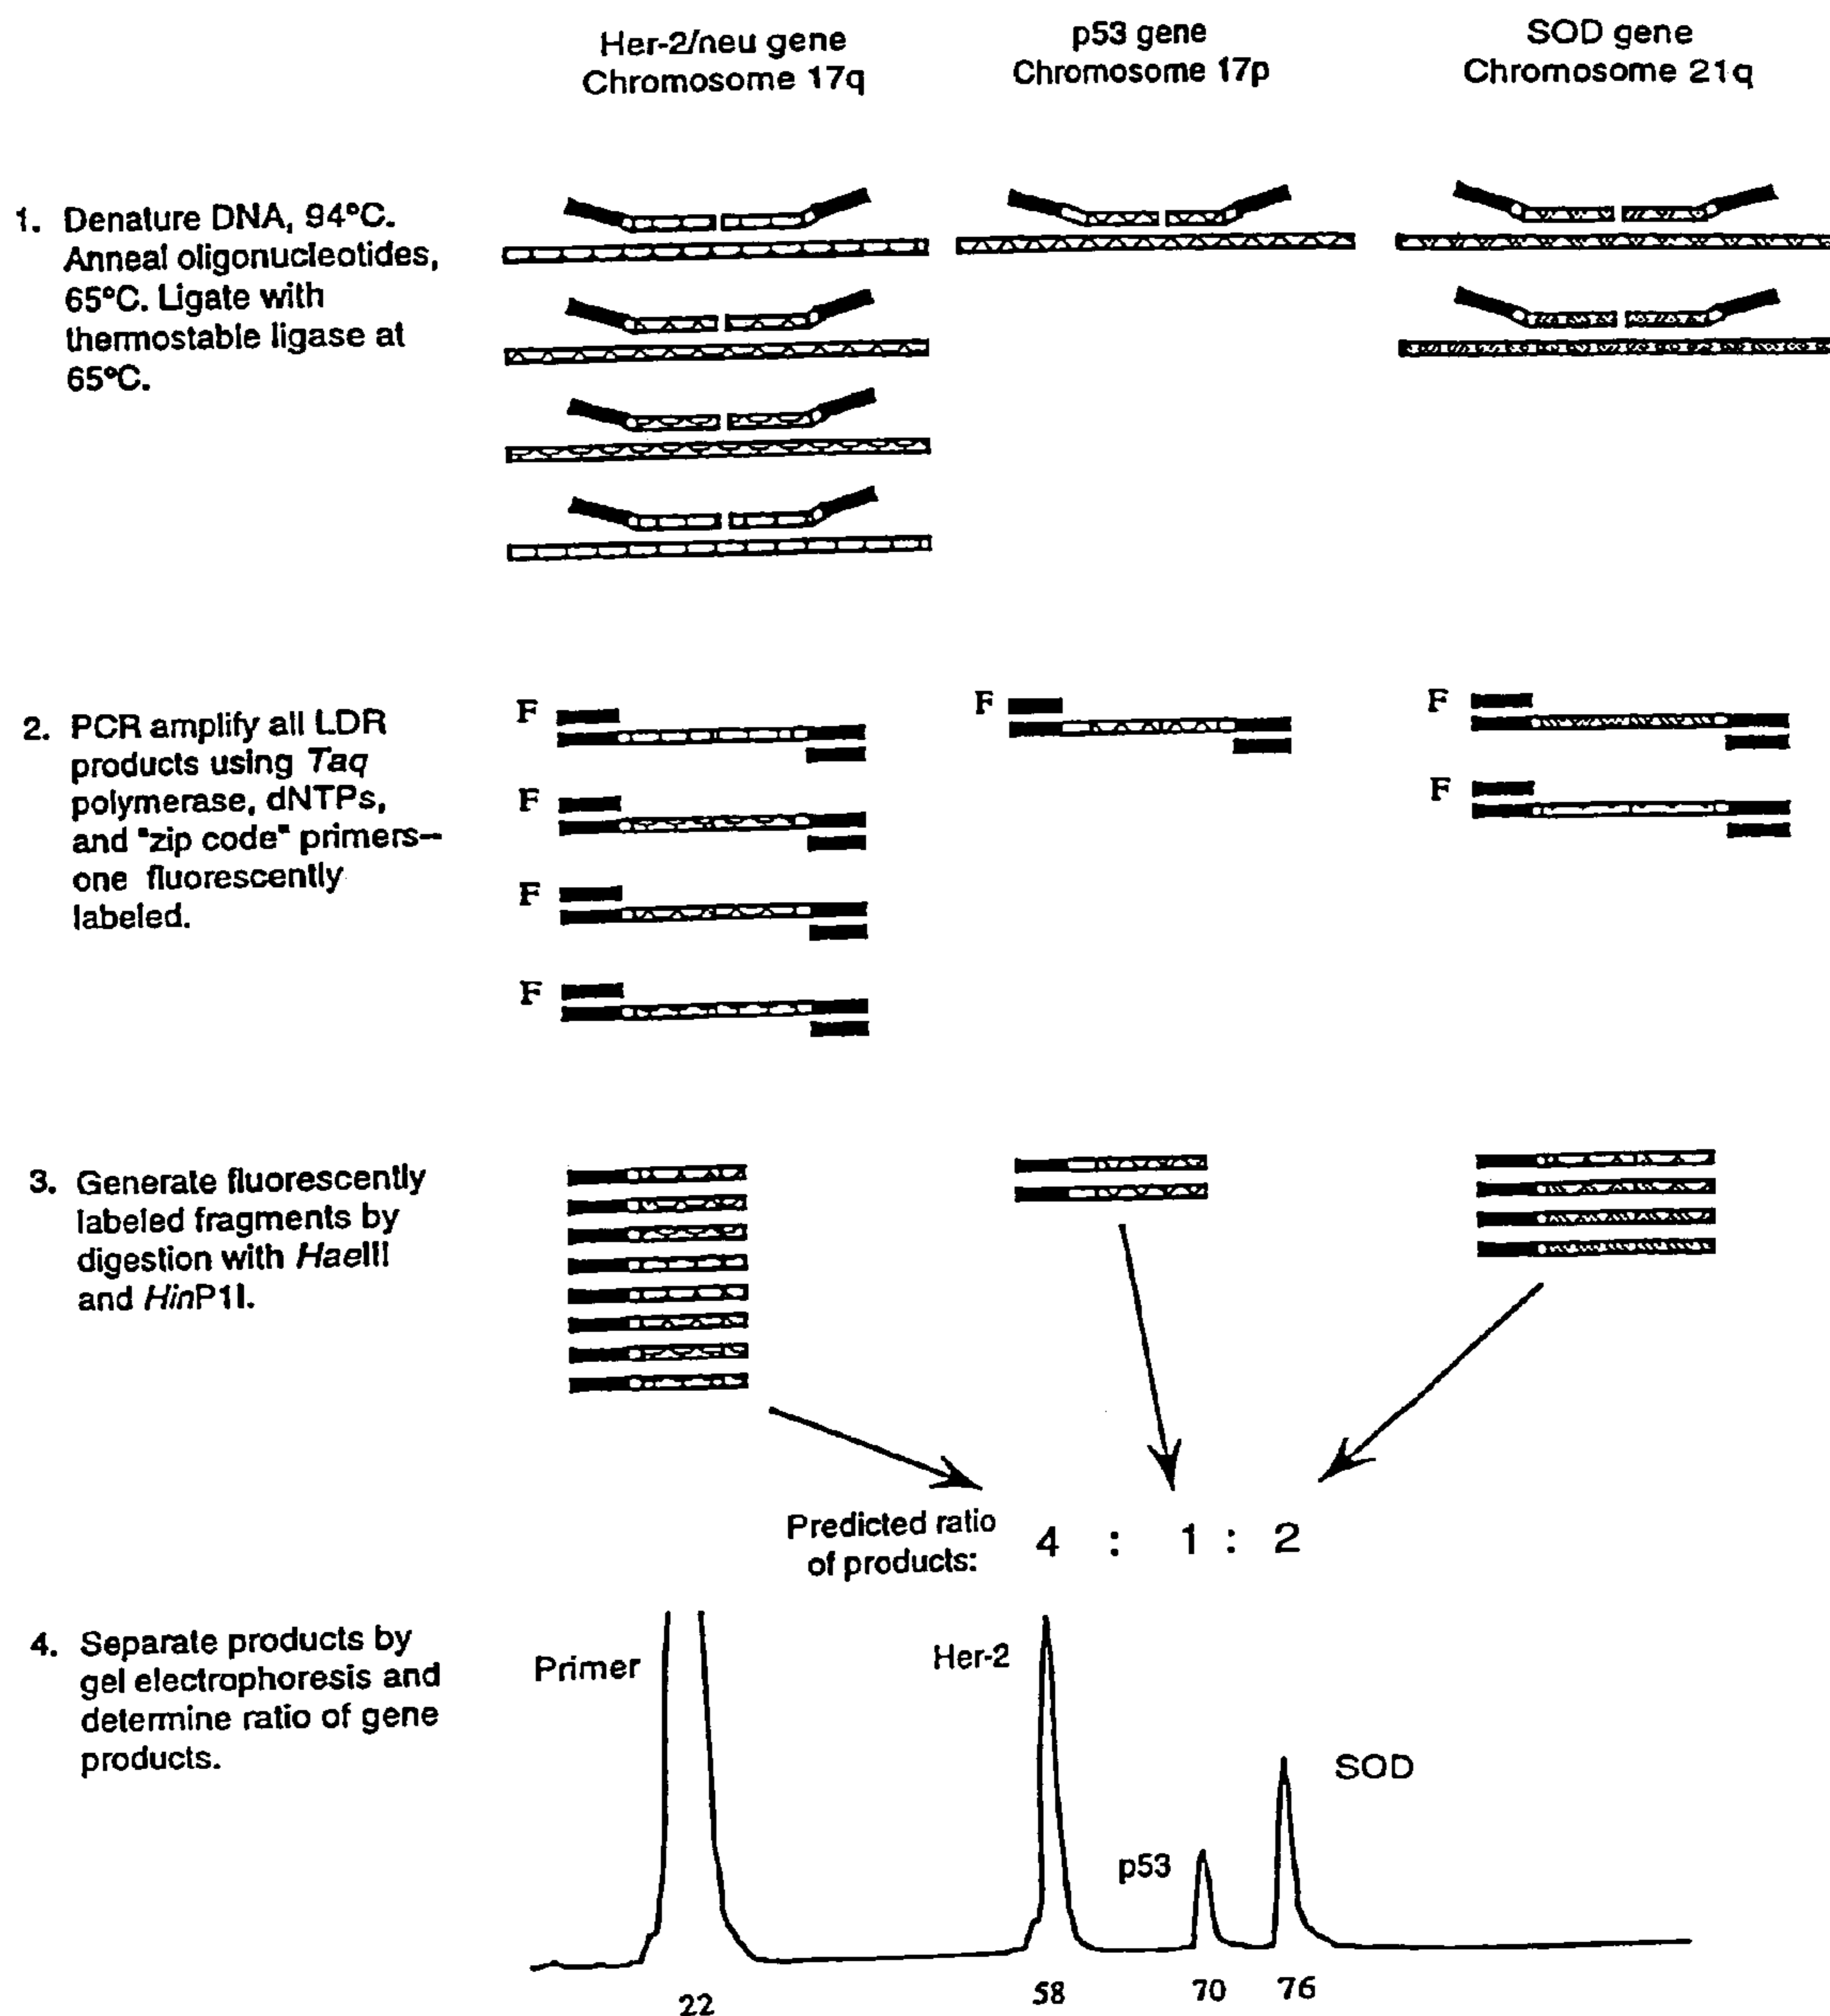 Her-2/neu gene
Chromosome 17q
p53 gene
Chromosome 17p
SOD gene
Chromosome 21q
1. Denature DNA, 94°C.
Anneal oligonucleotides,
65°C. Ligate with
thermostable ligase at
65°C.
2. PCR amplify all LDR
products using Taq
polymerase, dNTPs,
and "zip code" primers--
one fluorescently
labeled.
F
F
F
F
F
F
F
3. Generate fluorescently
labeled fragments by
digestion with HaeIII
and HinP1I.
Predicted ratio
of products:
4 : 1 : 2
4. Separate products by
gel electrophoresis and
determine ratio of gene
products.
Primer
Her-2
p53
SOD
22
58
70
76